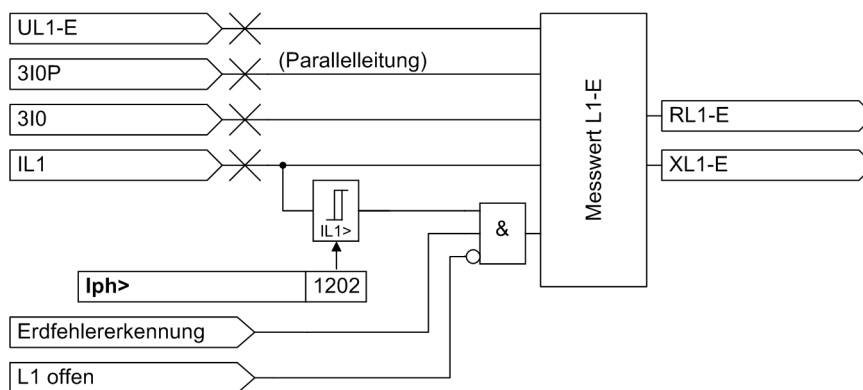 UL1-E
3I0P
(Parallelleitung)
3I0
IL1
Messwert L1-E
RL1-E
XL1-E
IL1>
&
Iph>
1202
Erdfehlererkennung
L1 offen